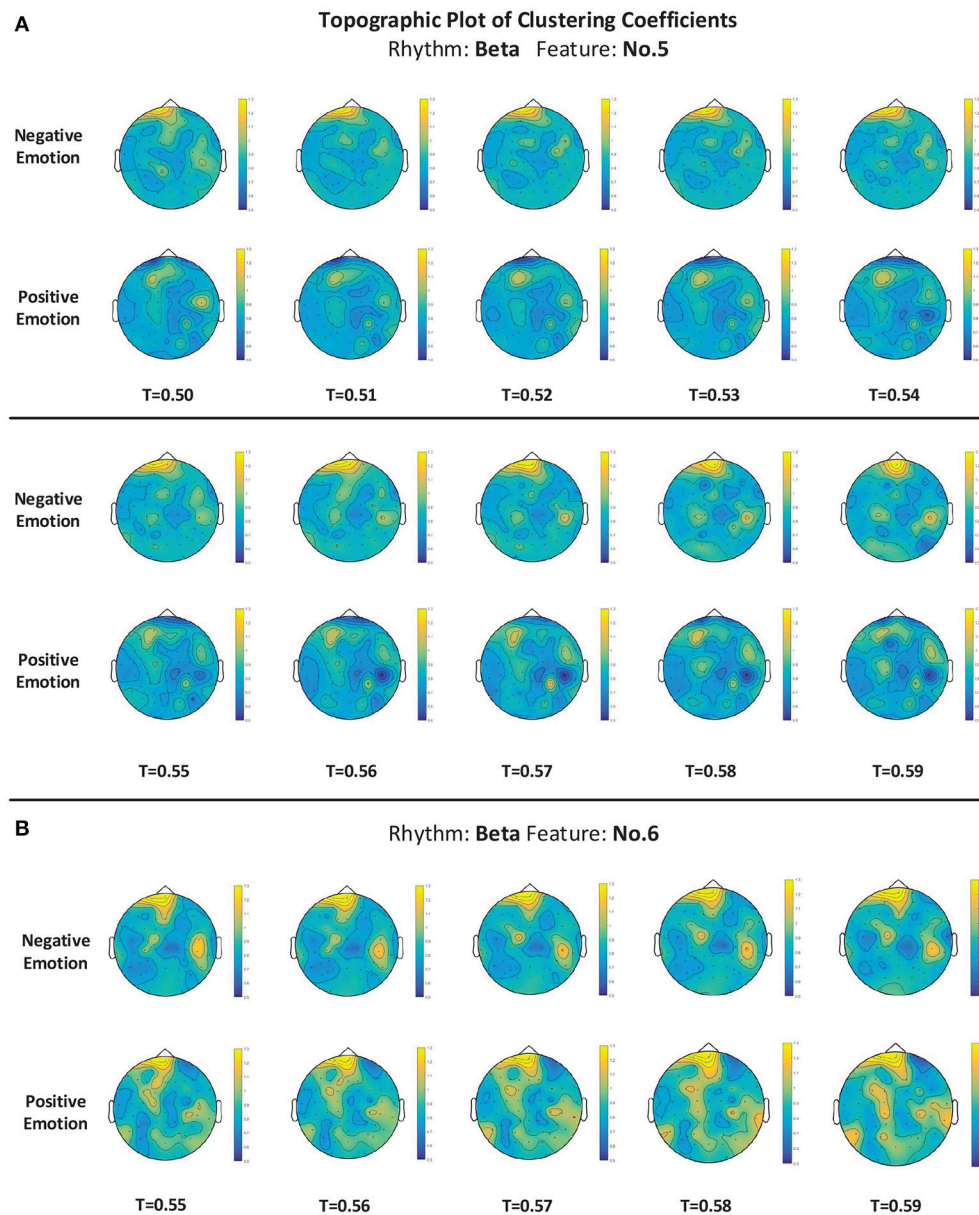 A
Topographic Plot of Clustering Coefficients
Rhythm: Beta Feature: No.5
Negative
Emotion
Positive
Emotion
T=0.50 T=0.51 T=0.52 T=0.53 T=0.54
Negative
Emotion
Positive
Emotion
T=0.55 T=0.56 T=0.57 T=0.58 T=0.59
B
Rhythm: Beta Feature: No.6
Negative
Emotion
Positive
Emotion
T=0.55 T=0.56 T=0.57 T=0.58 T=0.59